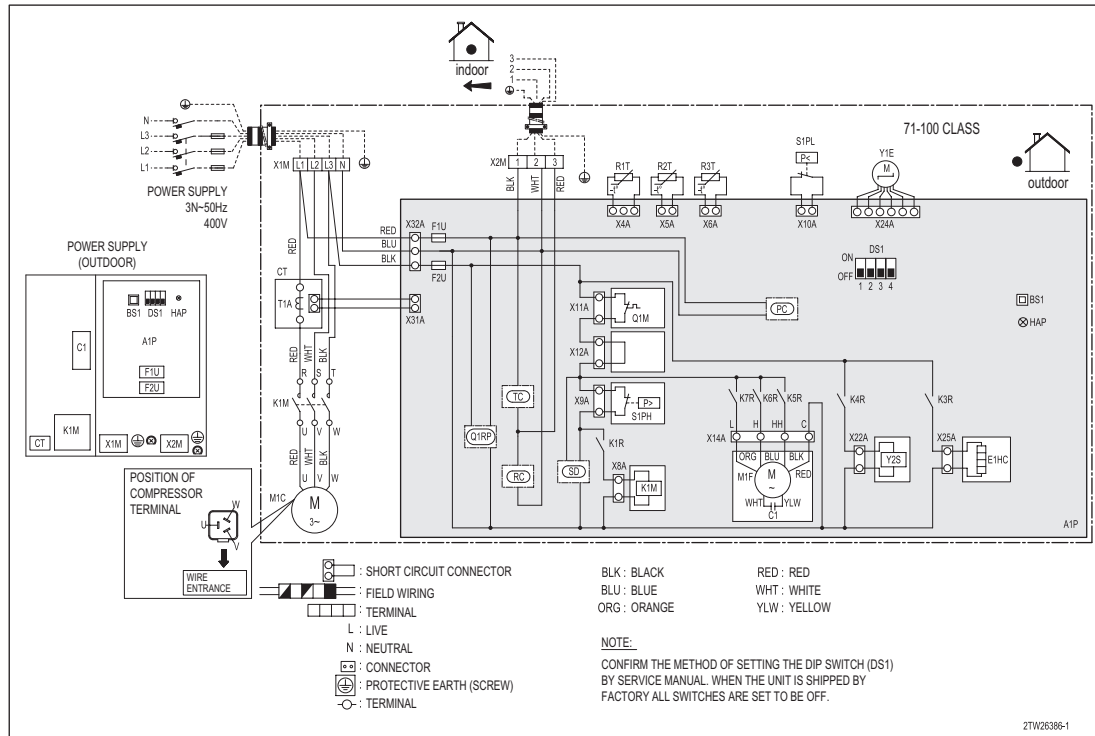 indoor
3
2
1
71-100 CLASS
outdoor
N
L3
L2
L1
POWER SUPPLY
3N~50Hz
400V
X1M L1 L2 L3 N
X2M 1 2 3
BLK
WHT
RED
R1T
R2T
R3T
X4A
X5A
X6A
S1PL
P<
X10A
Y1E
M
X24A
POWER SUPPLY
(OUTDOOR)
BS1 DS1 HAP
A1P
C1
F1U
F2U
K1M
CT
X1M
X2M
RED
CT
T1A
RED
WHT
BLK
R S T
K1M
U V W
RED
WHT
BLK
U V W
M1C
M
3~
X32A
RED
BLU
BLK
F1U
F2U
X31A
DS1
ON
OFF
1 2 3 4
BS1
HAP
PC
X11A
Q1M
X12A
X9A
P>
S1PH
TC
Q1RP
RC
SD
K1R
X8A
K1M
K7R
K6R
K5R
L H HH C
X14A
ORG BLU BLK
RED
M1F
M
~
WHT YLW
C1
K4R
X22A
Y2S
K3R
X25A
E1HC
A1P
POSITION OF
COMPRESSOR
TERMINAL
W
U
V
WIRE
ENTRANCE
: SHORT CIRCUIT CONNECTOR
: FIELD WIRING
: TERMINAL
L : LIVE
N : NEUTRAL
: CONNECTOR
: PROTECTIVE EARTH (SCREW)
: TERMINAL
BLK : BLACK
BLU : BLUE
ORG : ORANGE
RED : RED
WHT : WHITE
YLW : YELLOW
NOTE:
CONFIRM THE METHOD OF SETTING THE DIP SWITCH (DS1)
BY SERVICE MANUAL. WHEN THE UNIT IS SHIPPED BY
FACTORY ALL SWITCHES ARE SET TO BE OFF.
2TW26386-1